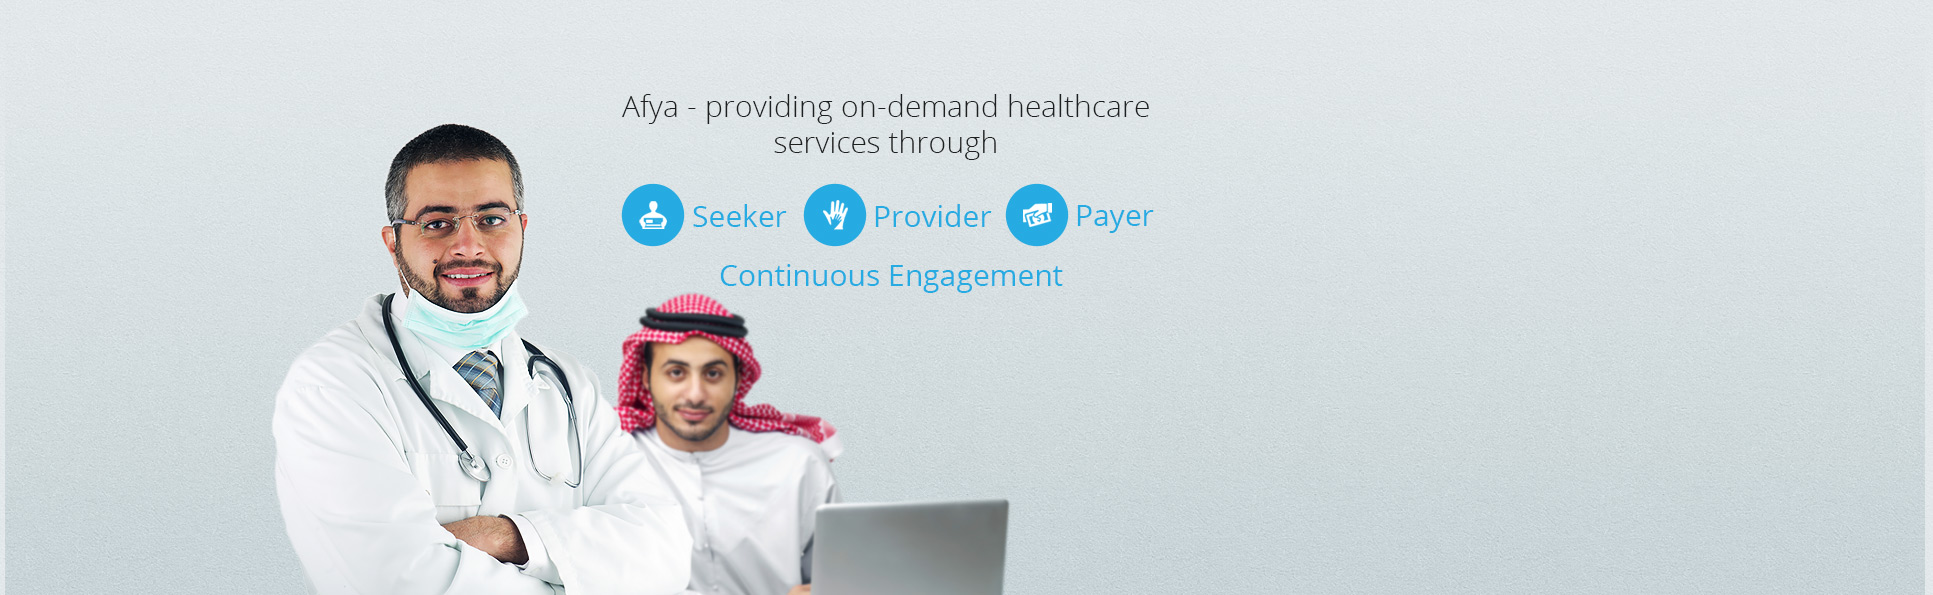 Afya - providing on-demand healthcare
services through
Seeker Provider Payer
Continuous Engagement